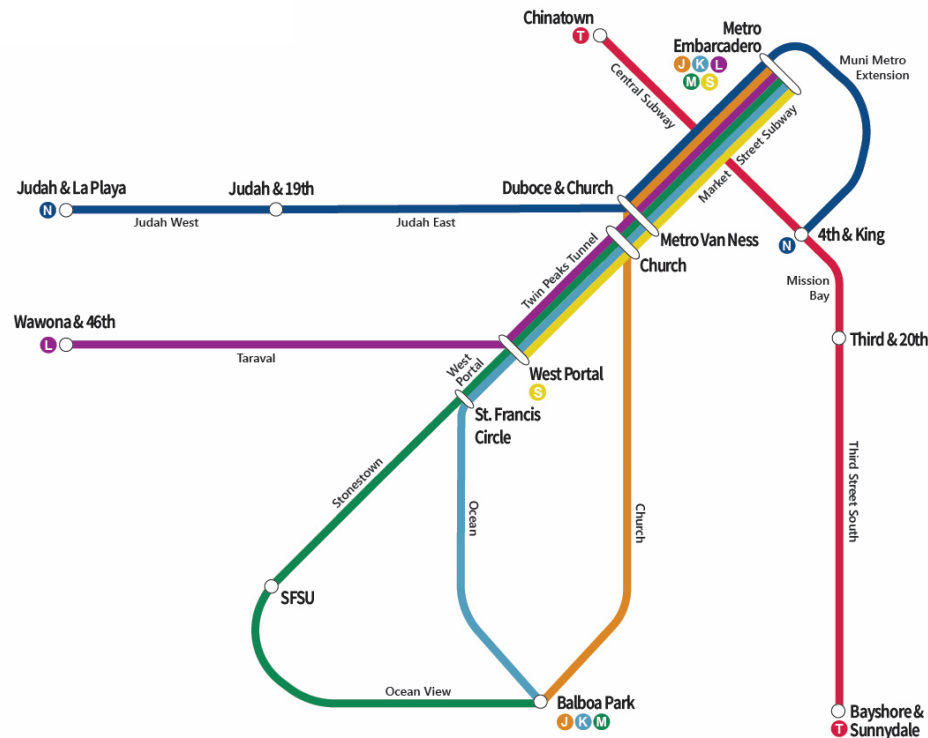 Chinatown
T
Metro
Embarcadero
J K L
M S
Muni Metro
Extension
Central Subway
Market Street Subway
Judah & La Playa
N
Judah West
Judah & 19th
Judah East
Duboce & Church
Metro Van Ness
Church
Twin Peaks Tunnel
N
4th & King
Mission
Bay
Wawona & 46th
L
Taraval
West
Portal
West Portal
S
Third & 20th
St. Francis
Circle
Stonestown
Ocean
Church
Third Street South
SFSU
Ocean View
Balboa Park
J K M
Bayshore &
T Sunnydale